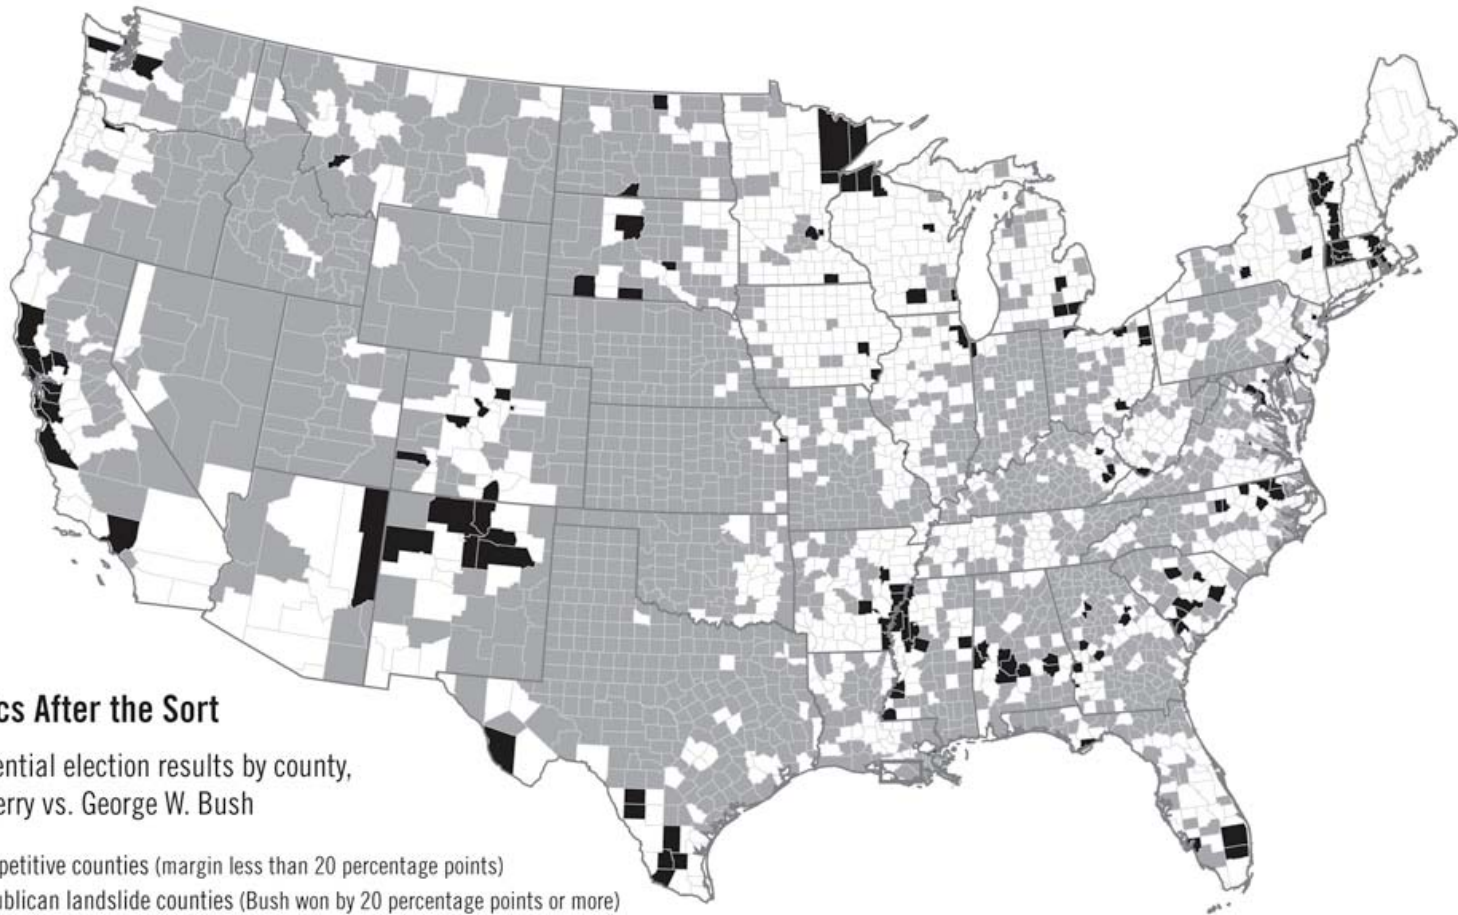 cs After the Sort
ential election results by county,
erry vs. George W. Bush
petitive counties (margin less than 20 percentage points)
ublican landslide counties (Bush won by 20 percentage points or more)